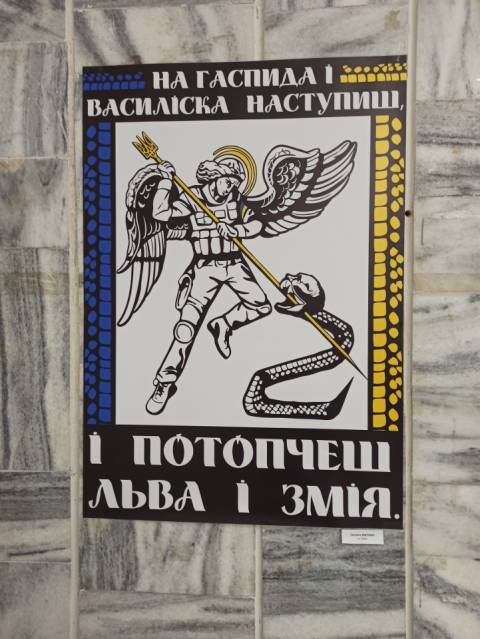 НА ГАСПИДА І
ВАСИЛІСКА НАСТУПИШ,
І ПОТОПЧЕШ
ЛЬВА І ЗМІЯ.